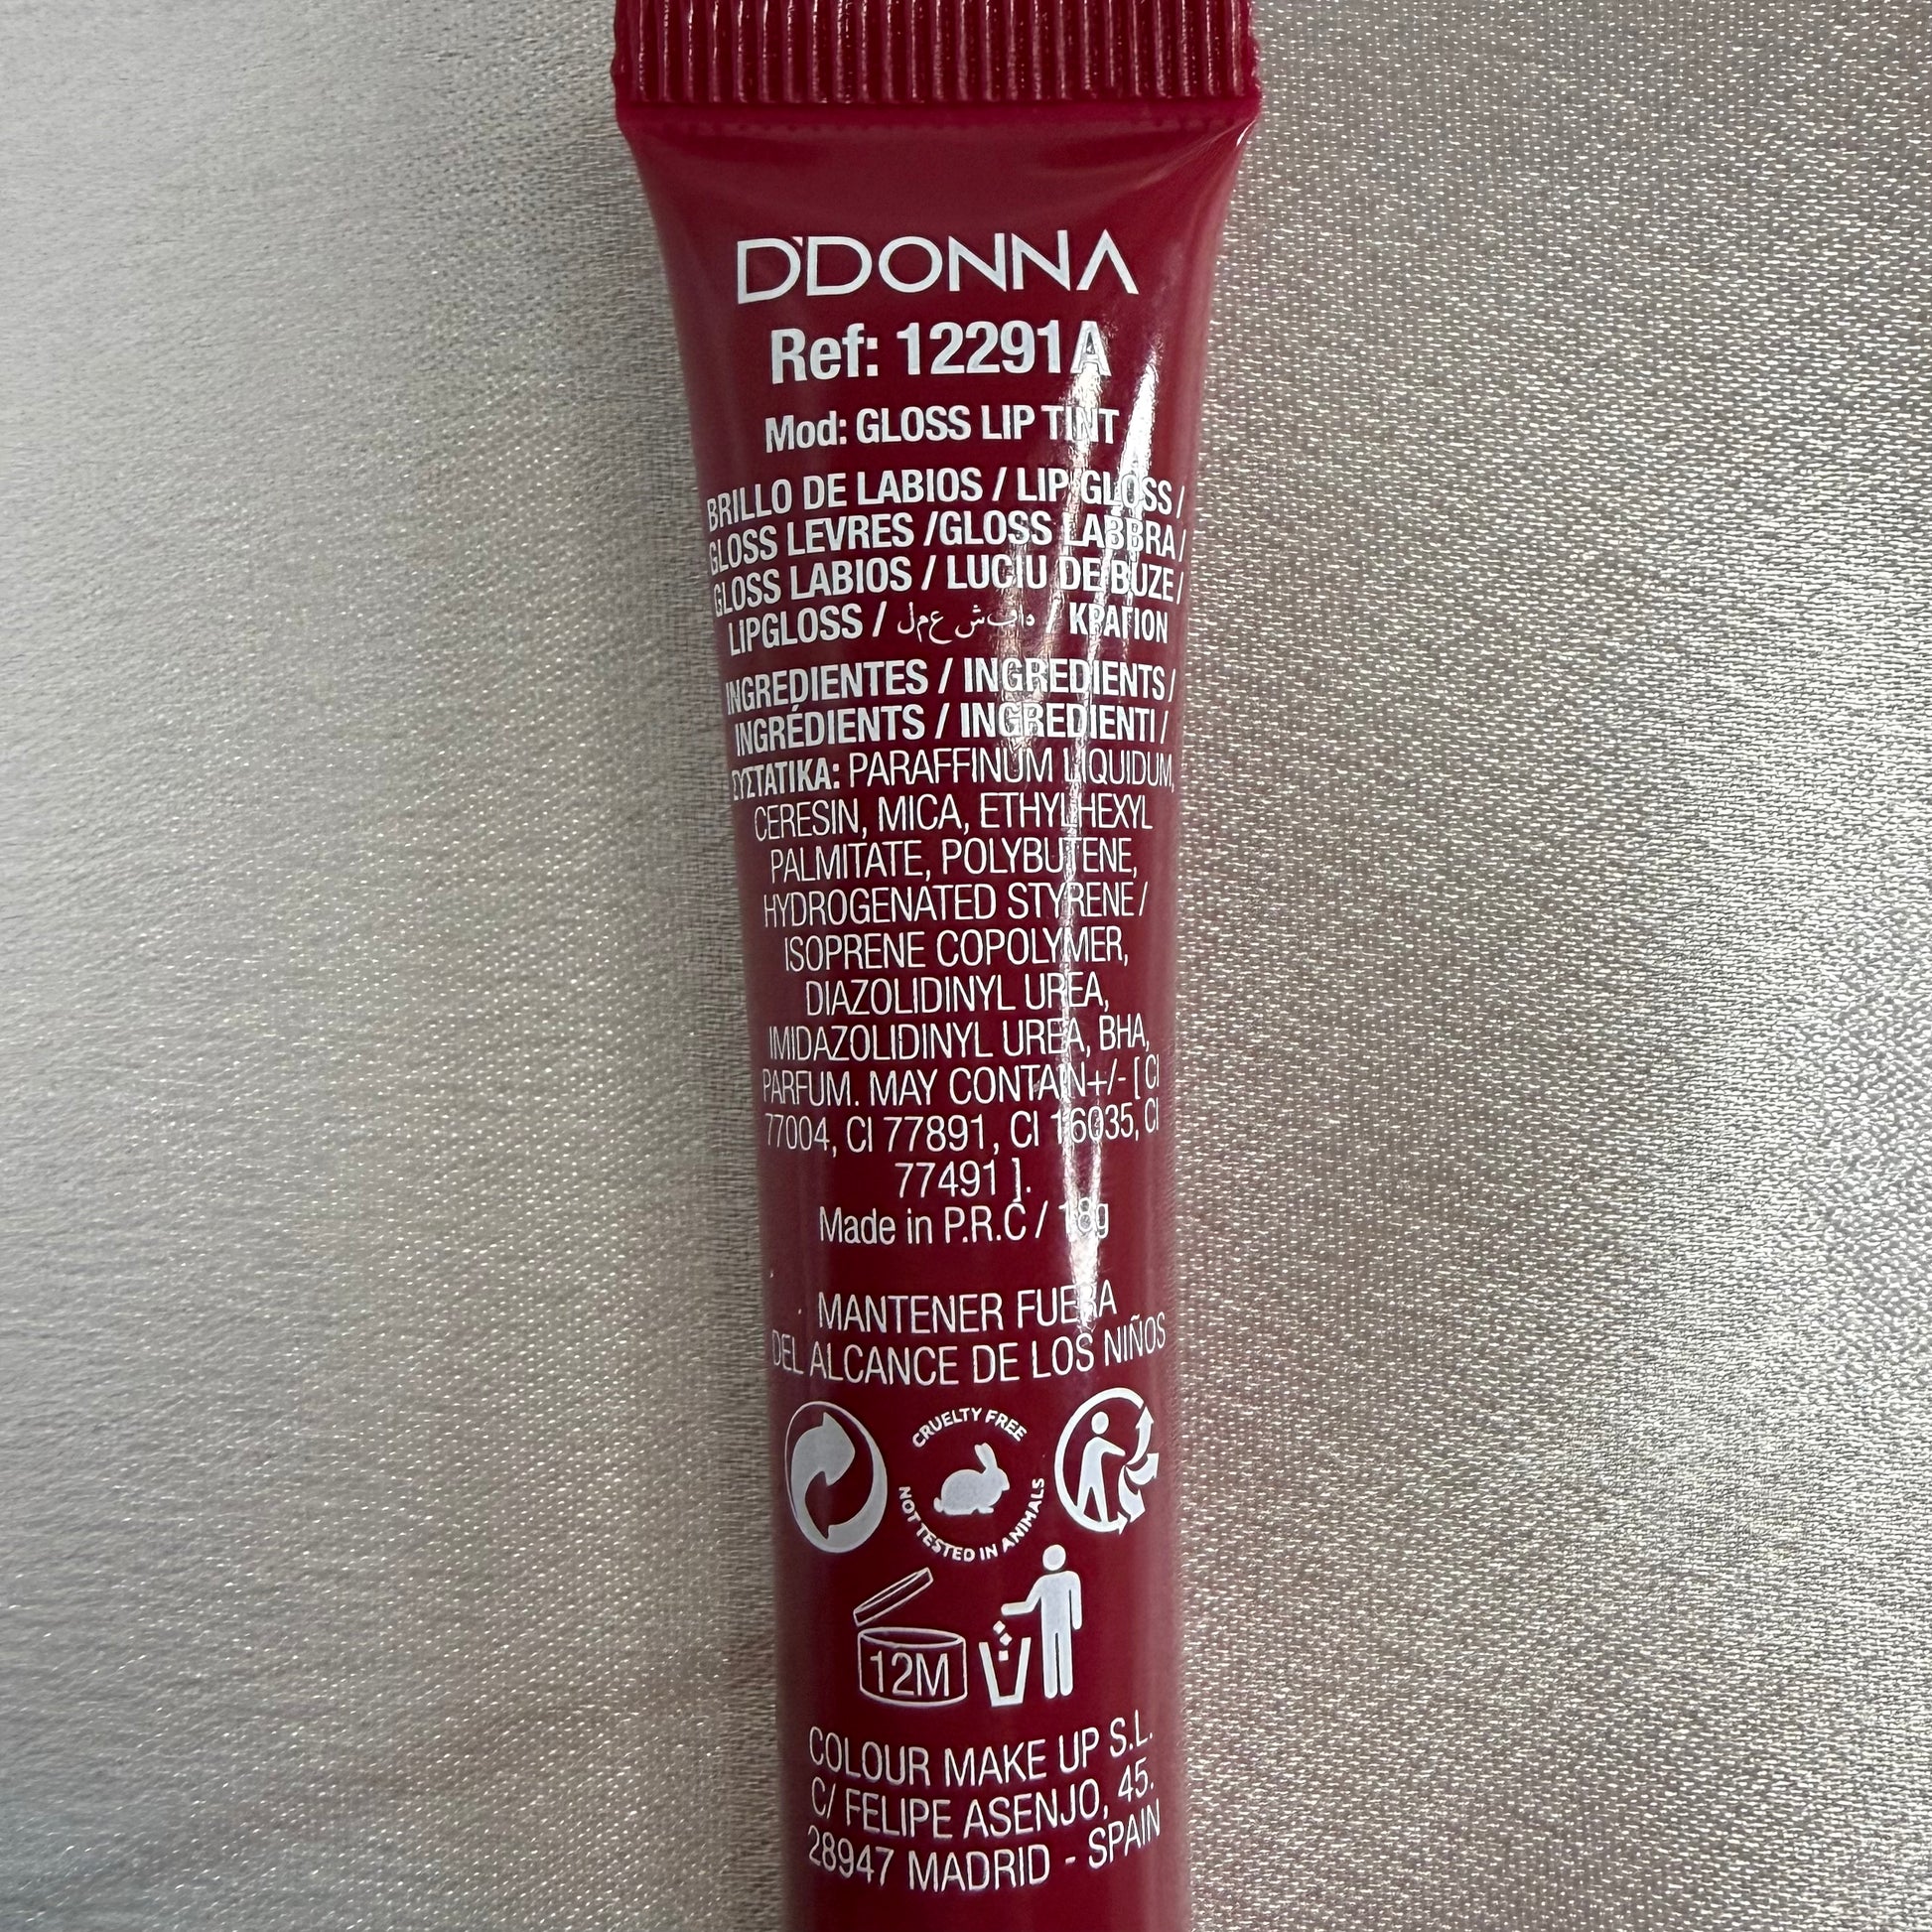 D'DONNA
Ref: 12291A
Mod: GLOSS LIP TINT
BRILLO DE LABIOS / LIP GLOSS /
GLOSS LEVRES /GLOSS LABBRA /
GLOSS LABIOS / LUCIU DE BUZE /
LIPGLOSS / ل م ع ش ب ا ه / ΚΡΑΓΙΟΝ
INGREDIENTES / INGREDIENTS /
INGRÉDIENTS / INGREDIENTI /
ΣΥΣΤΑΤΙΚΑ: PARAFFINUM LIQUIDUM,
CERESIN, MICA, ETHYLHEXYL
PALMITATE, POLYBUTENE,
HYDROGENATED STYRENE /
ISOPRENE COPOLYMER,
DIAZOLIDINYL UREA,
IMIDAZOLIDINYL UREA, BHA,
PARFUM. MAY CONTAIN+/- [ CI
77004, CI 77891, CI 16035, CI
77491 ].
Made in P.R.C / 18g
MANTENER FUERA
DEL ALCANCE DE LOS NIÑOS
CRUELTY FREE
NOT TESTED IN ANIMALS
12M
COLOUR MAKE UP S.L.
C/ FELIPE ASENJO, 45.
28947 MADRID - SPAIN